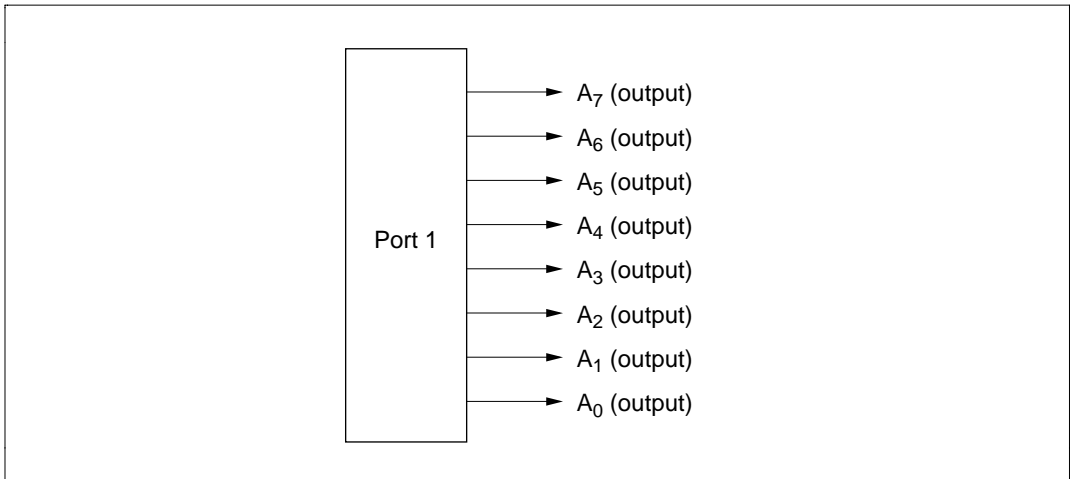 A7 (output)
A6 (output)
A5 (output)
A4 (output)
Port 1
A3 (output)
A2 (output)
A1 (output)
A0 (output)